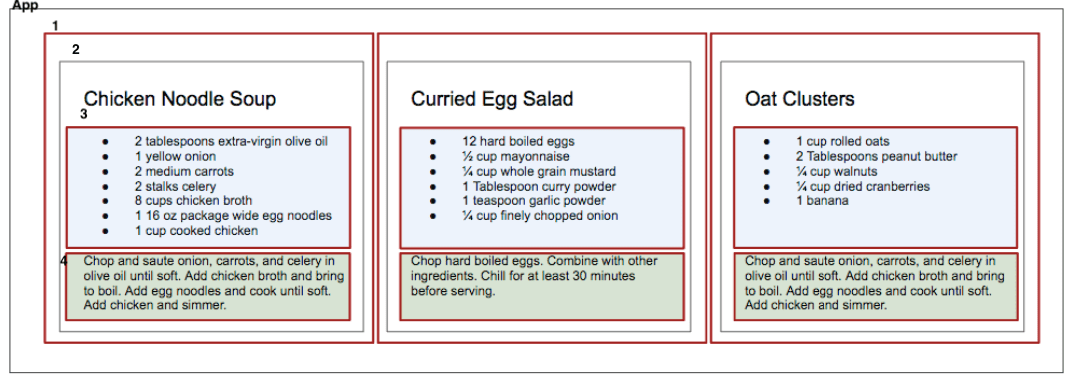 App
1
2
Chicken Noodle Soup
3
● 2 tablespoons extra-virgin olive oil
● 1 yellow onion
● 2 medium carrots
● 2 stalks celery
● 8 cups chicken broth
● 1 16 oz package wide egg noodles
● 1 cup cooked chicken
4
Chop and saute onion, carrots, and celery in
olive oil until soft. Add chicken broth and bring
to boil. Add egg noodles and cook until soft.
Add chicken and simmer.
Curried Egg Salad
● 12 hard boiled eggs
● ½ cup mayonnaise
● ¼ cup whole grain mustard
● 1 Tablespoon curry powder
● 1 teaspoon garlic powder
● ¼ cup finely chopped onion
Chop hard boiled eggs. Combine with other
ingredients. Chill for at least 30 minutes
before serving.
Oat Clusters
● 1 cup rolled oats
● 2 Tablespoons peanut butter
● ¼ cup walnuts
● ¼ cup dried cranberries
● 1 banana
Chop and saute onion, carrots, and celery in
olive oil until soft. Add chicken broth and bring
to boil. Add egg noodles and cook until soft.
Add chicken and simmer.